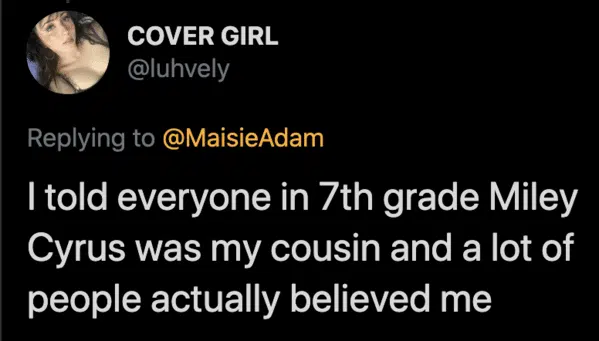 COVER GIRL
@luhvely
Replying to @MaisieAdam
I told everyone in 7th grade Miley
Cyrus was my cousin and a lot of
people actually believed me